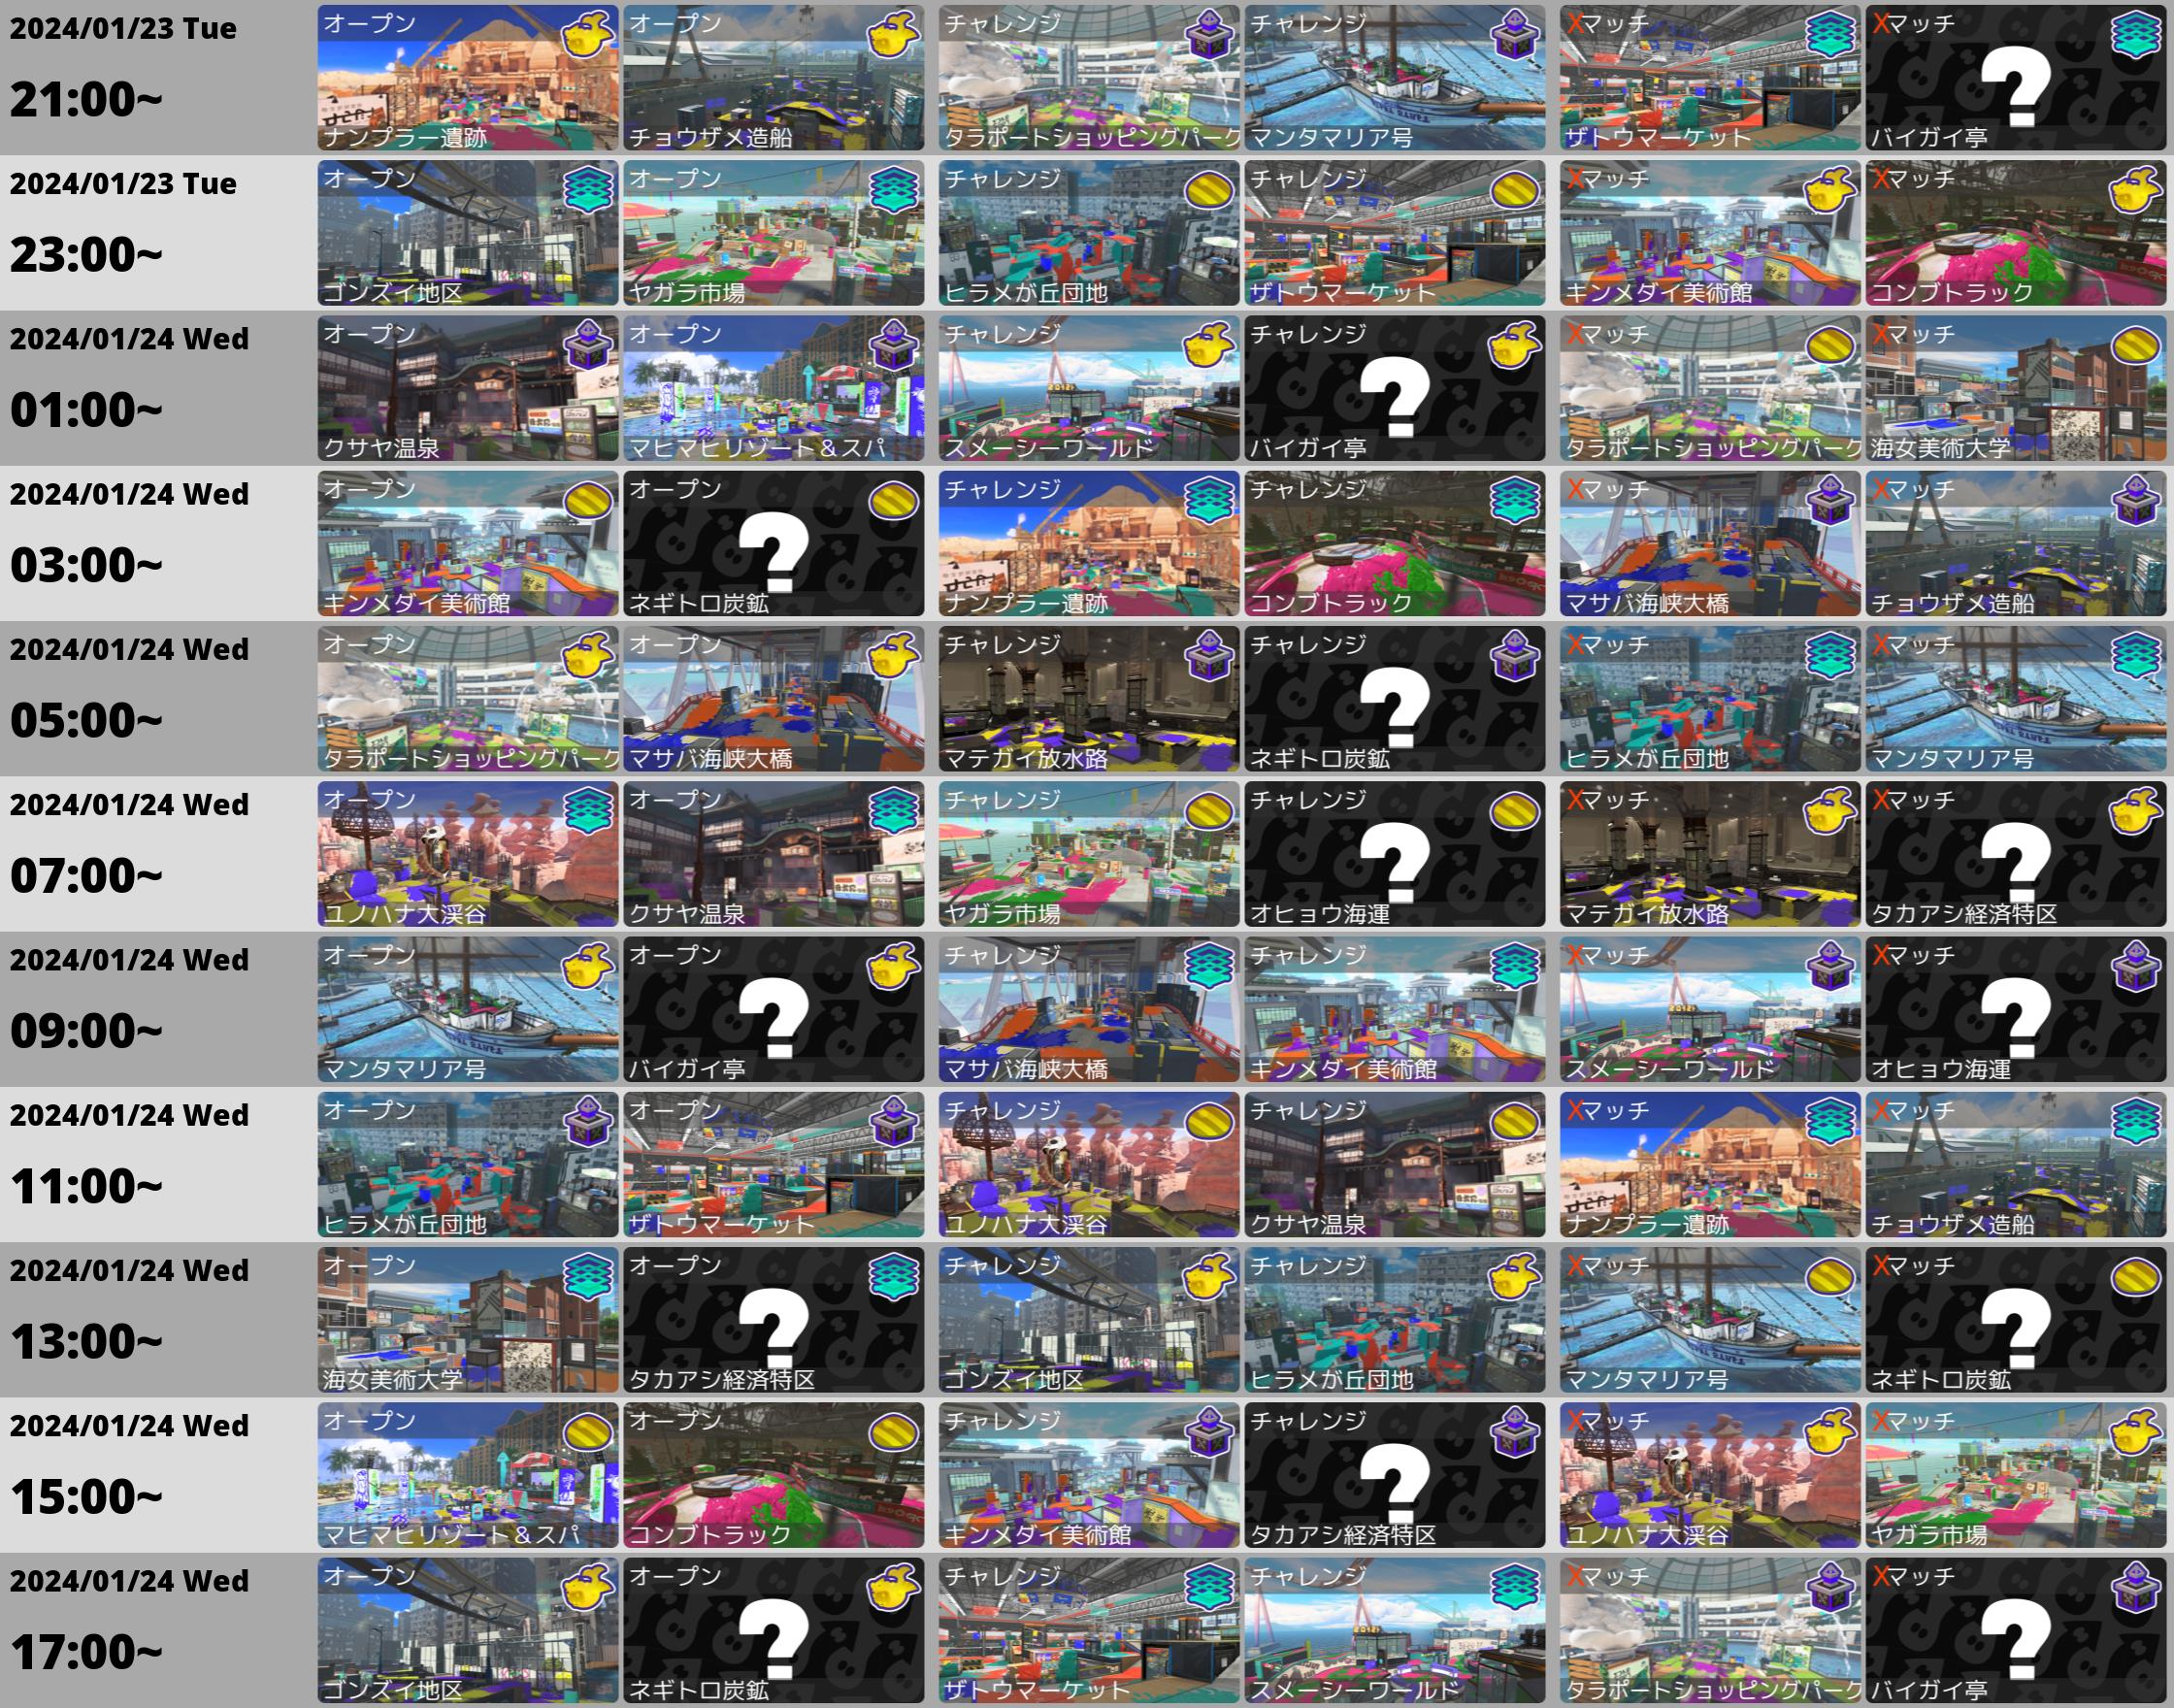 2024/01/23 Tue
21:00~
オープン
ナンプラー遺跡
オープン
チョウザメ造船
チャレンジ
タラポートショッピングパーク
チャレンジ
マンタマリア号
Xマッチ
ザトウマーケット
Xマッチ
バイガイ亭
2024/01/23 Tue
23:00~
オープン
ゴンズイ地区
オープン
ヤガラ市場
チャレンジ
ヒラメが丘団地
チャレンジ
ザトウマーケット
Xマッチ
キンメダイ美術館
Xマッチ
コンブトラック
2024/01/24 Wed
01:00~
オープン
クサヤ温泉
オープン
マヒマヒリゾート＆スパ
チャレンジ
スメーシーワールド
チャレンジ
バイガイ亭
Xマッチ
タラポートショッピングパーク
Xマッチ
海女美術大学
2024/01/24 Wed
03:00~
オープン
キンメダイ美術館
オープン
ネギトロ炭鉱
チャレンジ
ナンプラー遺跡
チャレンジ
コンブトラック
Xマッチ
マサバ海峡大橋
Xマッチ
チョウザメ造船
2024/01/24 Wed
05:00~
オープン
タラポートショッピングパーク
オープン
マサバ海峡大橋
チャレンジ
マテガイ放水路
チャレンジ
ネギトロ炭鉱
Xマッチ
ヒラメが丘団地
Xマッチ
マンタマリア号
2024/01/24 Wed
07:00~
オープン
ユノハナ大渓谷
オープン
クサヤ温泉
チャレンジ
ヤガラ市場
チャレンジ
オヒョウ海運
Xマッチ
マテガイ放水路
Xマッチ
タカアシ経済特区
2024/01/24 Wed
09:00~
オープン
マンタマリア号
オープン
バイガイ亭
チャレンジ
マサバ海峡大橋
チャレンジ
キンメダイ美術館
Xマッチ
スメーシーワールド
Xマッチ
オヒョウ海運
2024/01/24 Wed
11:00~
オープン
ヒラメが丘団地
オープン
ザトウマーケット
チャレンジ
ユノハナ大渓谷
チャレンジ
クサヤ温泉
Xマッチ
ナンプラー遺跡
Xマッチ
チョウザメ造船
2024/01/24 Wed
13:00~
オープン
海女美術大学
オープン
タカアシ経済特区
チャレンジ
ゴンズイ地区
チャレンジ
ヒラメが丘団地
Xマッチ
マンタマリア号
Xマッチ
ネギトロ炭鉱
2024/01/24 Wed
15:00~
オープン
マヒマヒリゾート＆スパ
オープン
コンブトラック
チャレンジ
キンメダイ美術館
チャレンジ
タカアシ経済特区
Xマッチ
ユノハナ大渓谷
Xマッチ
ヤガラ市場
2024/01/24 Wed
17:00~
オープン
ゴンズイ地区
オープン
ネギトロ炭鉱
チャレンジ
ザトウマーケット
チャレンジ
スメーシーワールド
Xマッチ
タラポートショッピングパーク
Xマッチ
バイガイ亭